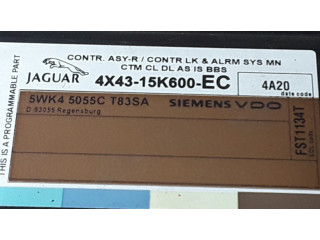 CONTR. ASY-R / CONTR LK & ALRM SYS MN
CTM CL DL AS IS BBS
JAGUAR
4X43-15K600-EC
4A20
date code
5WK4 5055C T83SA
SIEMENS VDO
D-93055 Regensburg
THIS IS A PROGRAMMABLE PART
FST1134T